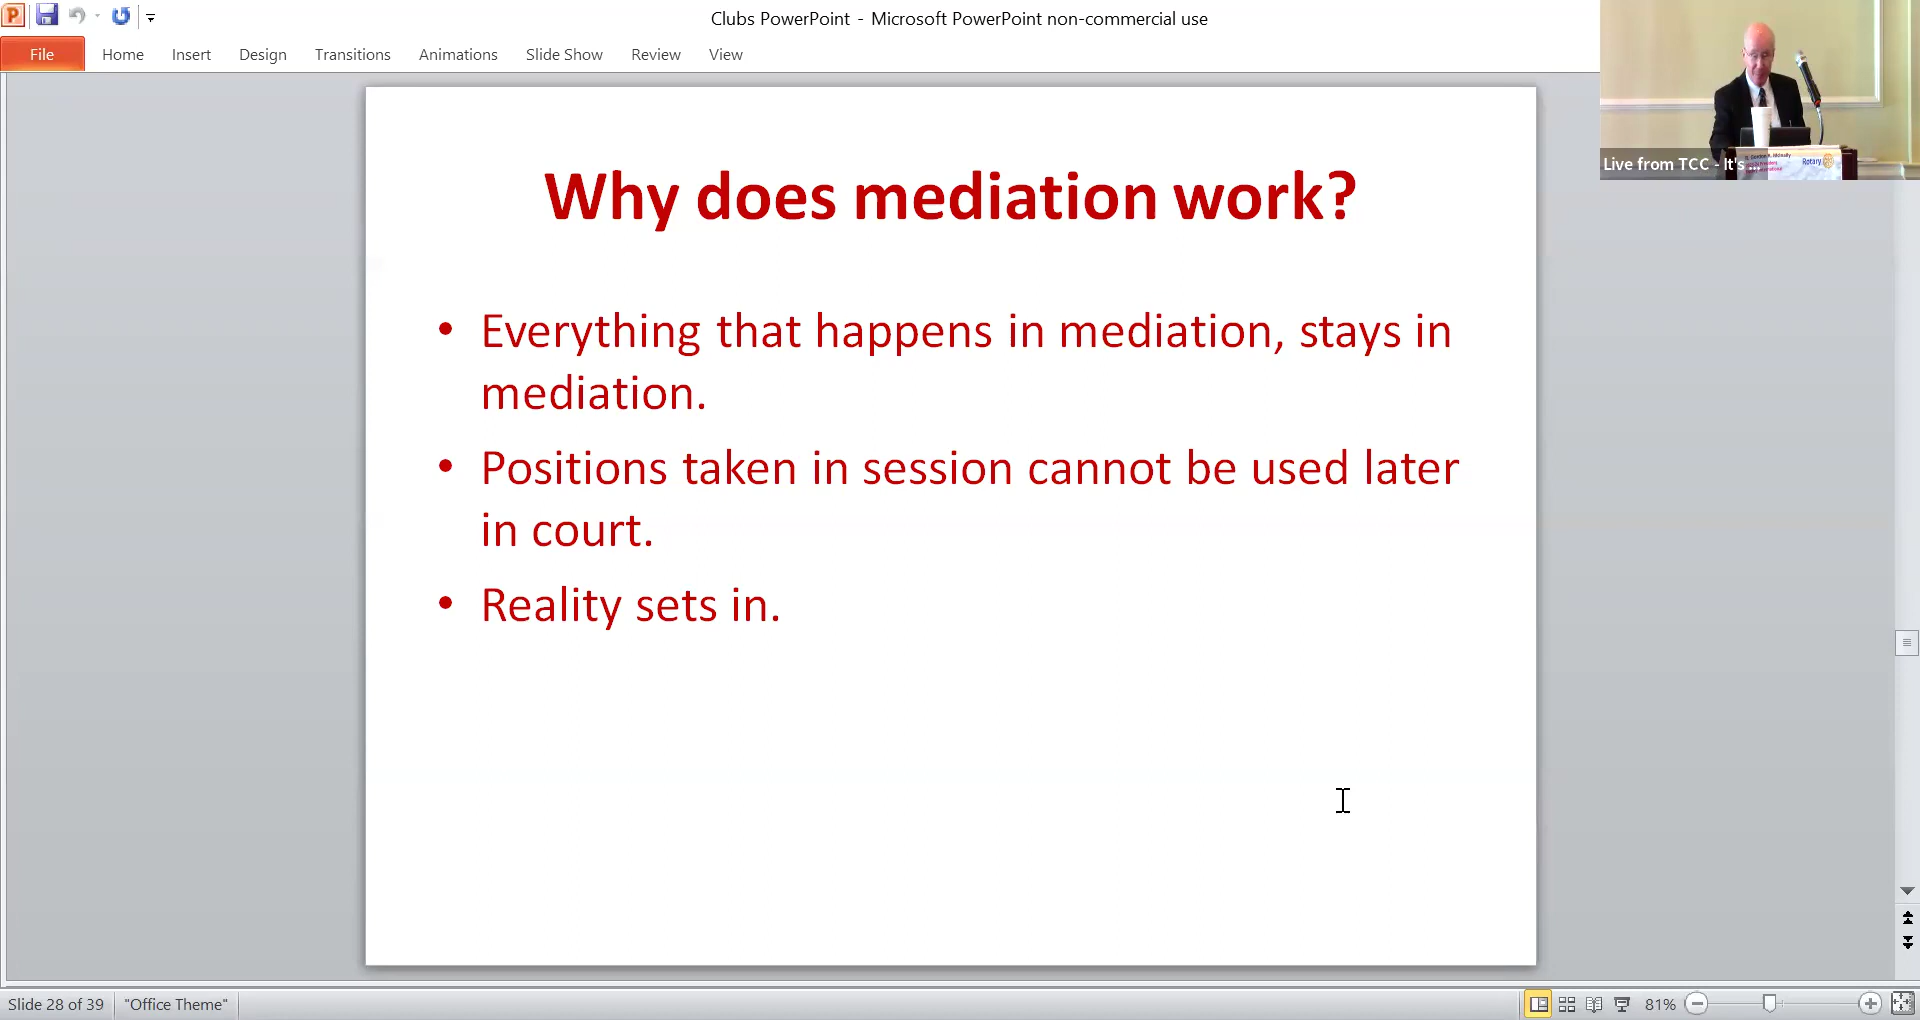 Clubs PowerPoint - Microsoft PowerPoint non-commercial use
File Home Insert Design Transitions Animations Slide Show Review View
Live from TCC - It's
Rotary
Why does mediation work?
• Everything that happens in mediation, stays in
mediation.
• Positions taken in session cannot be used later
in court.
• Reality sets in.
Slide 28 of 39 "Office Theme" 81%